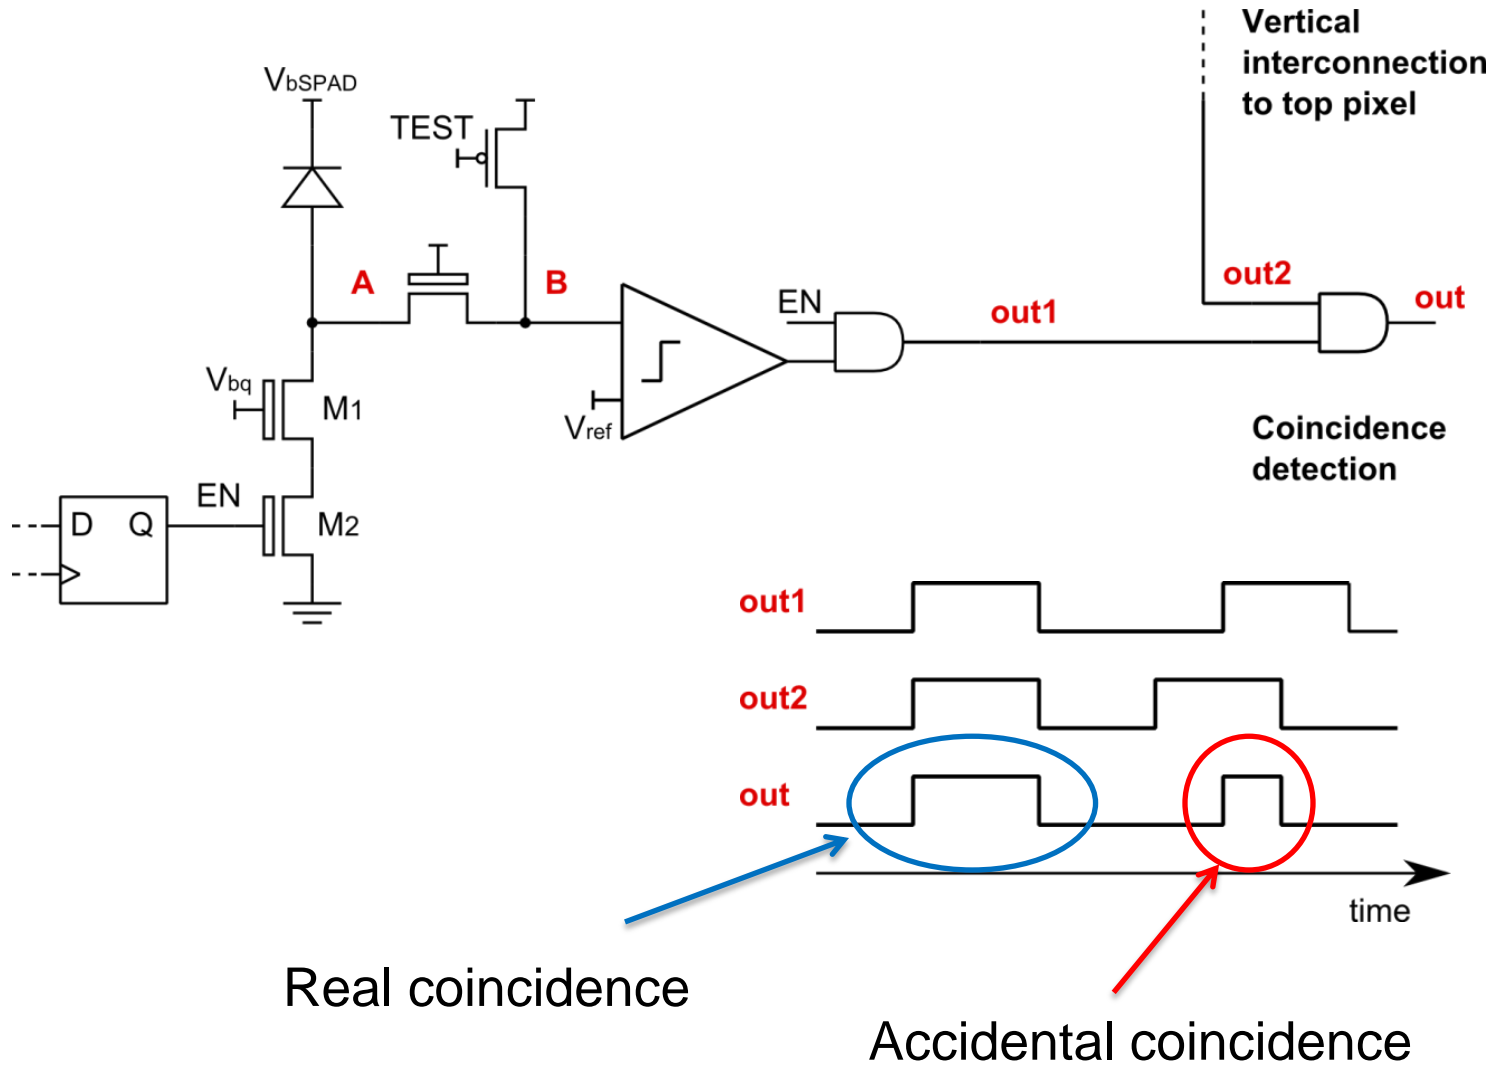 Vertical
interconnection
to top pixel
VbSPAD
TEST
A
B
EN
out1
out2
out
Vbq
M1
Vref
Coincidence
detection
EN
D Q
M2
out1
out2
out
time
Real coincidence
Accidental coincidence